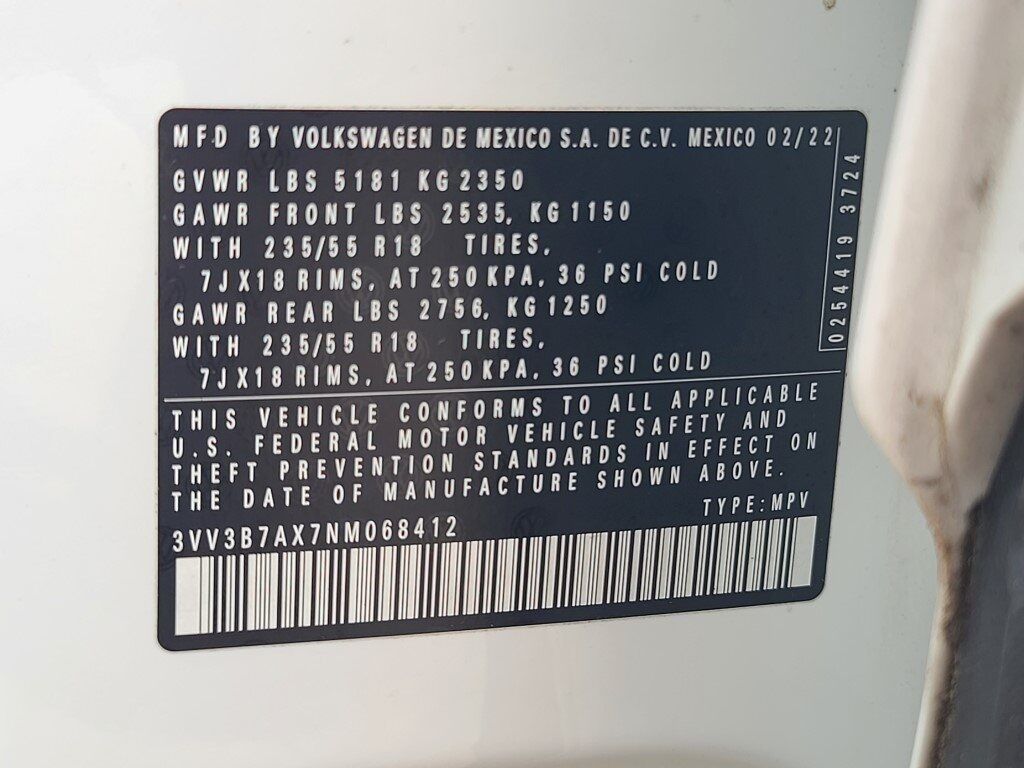 MFD BY VOLKSWAGEN DE MEXICO S.A. DE C.V. MEXICO 02/22
GVWR LBS 5181 KG 2350
GAWR FRONT LBS 2535, KG 1150
WITH 235/55 R18 TIRES,
7JX18 RIMS, AT 250 KPA, 36 PSI COLD
GAWR REAR LBS 2756, KG 1250
WITH 235/55 R18 TIRES,
7JX18 RIMS, AT 250 KPA, 36 PSI COLD
0254419 3724
THIS VEHICLE CONFORMS TO ALL APPLICABLE
U.S. FEDERAL MOTOR VEHICLE SAFETY AND
THEFT PREVENTION STANDARDS IN EFFECT ON
THE DATE OF MANUFACTURE SHOWN ABOVE.
TYPE: MPV
3VV3B7AX7NM068412